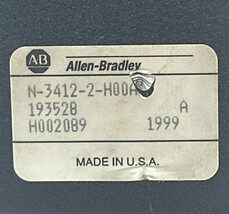 AB Allen-Bradley
N-3412-2-H00A
193528 A
H002089 1999
MADE IN U.S.A.